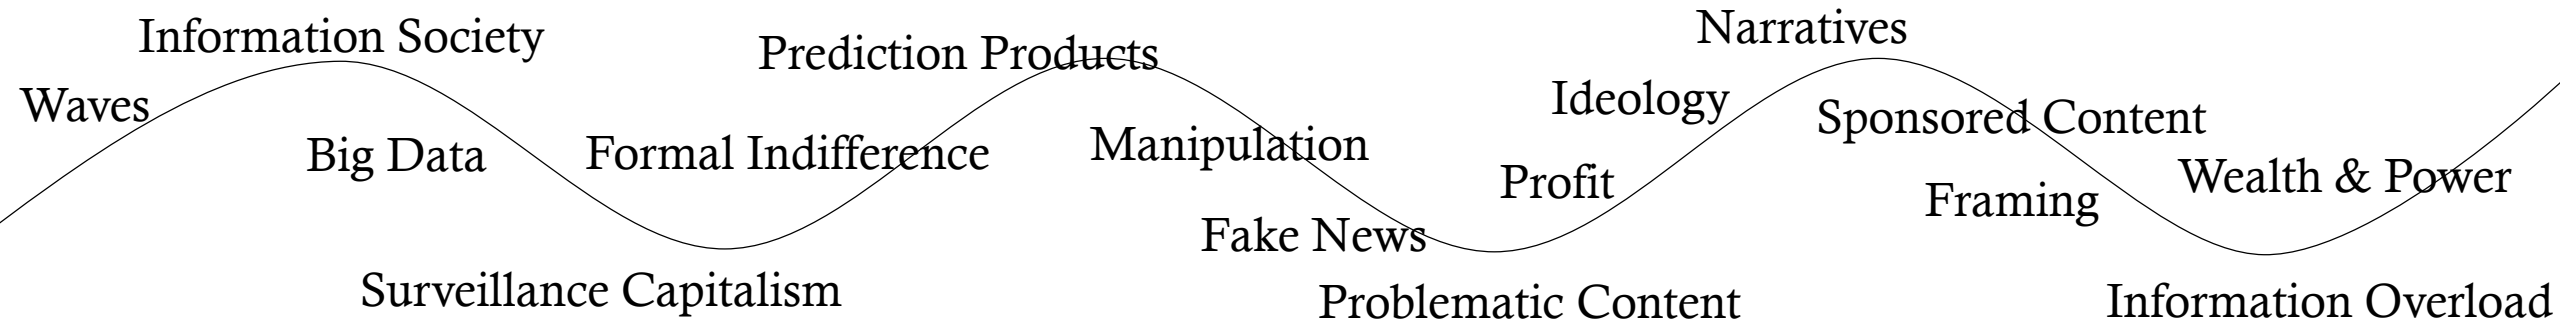 Waves
Information Society
Big Data
Surveillance Capitalism
Formal Indifference
Prediction Products
Manipulation
Fake News
Problematic Content
Profit
Ideology
Narratives
Sponsored Content
Framing
Wealth & Power
Information Overload